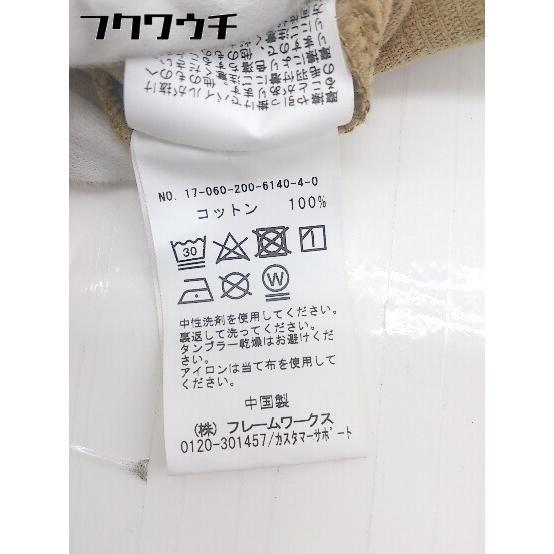 フクワウチ
NO. 17-060-200-6140-4-0
コットン 100%
30
W
中性洗剤を使用してください。
裏返して洗ってください。
タンブラー乾燥はお避けくだ
さい。
アイロンは当て布を使用して
ください。
中国製
(株) フレームワークス
0120-301457/カスタマーサポート